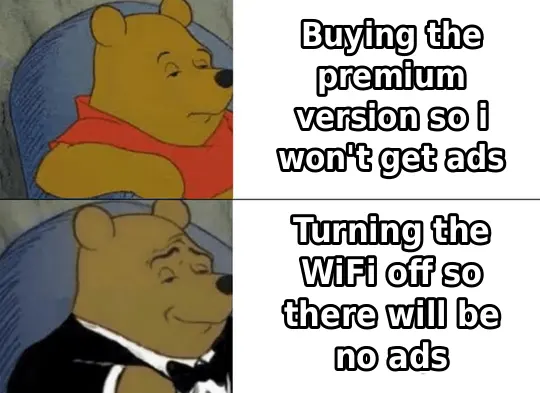 Buying the
premium
version so i
won't get ads
Turning the
WiFi off so
there will be
no ads